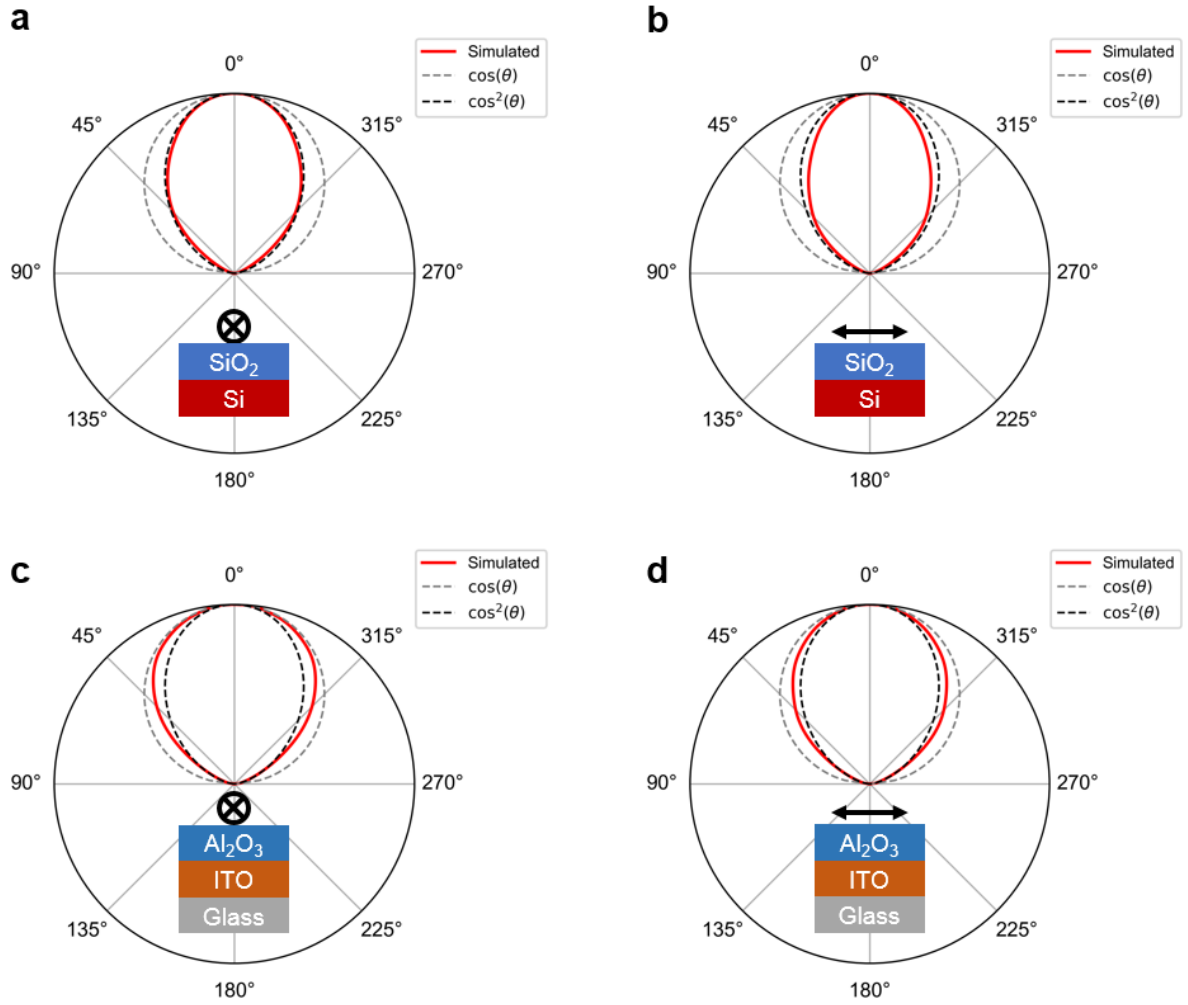 a
Simulated
cos(θ)
cos²(θ)
0°
45°
315°
90°
270°
135°
225°
180°
SiO₂
Si
b
Simulated
cos(θ)
cos²(θ)
0°
45°
315°
90°
270°
135°
225°
180°
SiO₂
Si
c
Simulated
cos(θ)
cos²(θ)
0°
45°
315°
90°
270°
135°
225°
180°
Al₂O₃
ITO
Glass
d
Simulated
cos(θ)
cos²(θ)
0°
45°
315°
90°
270°
135°
225°
180°
Al₂O₃
ITO
Glass